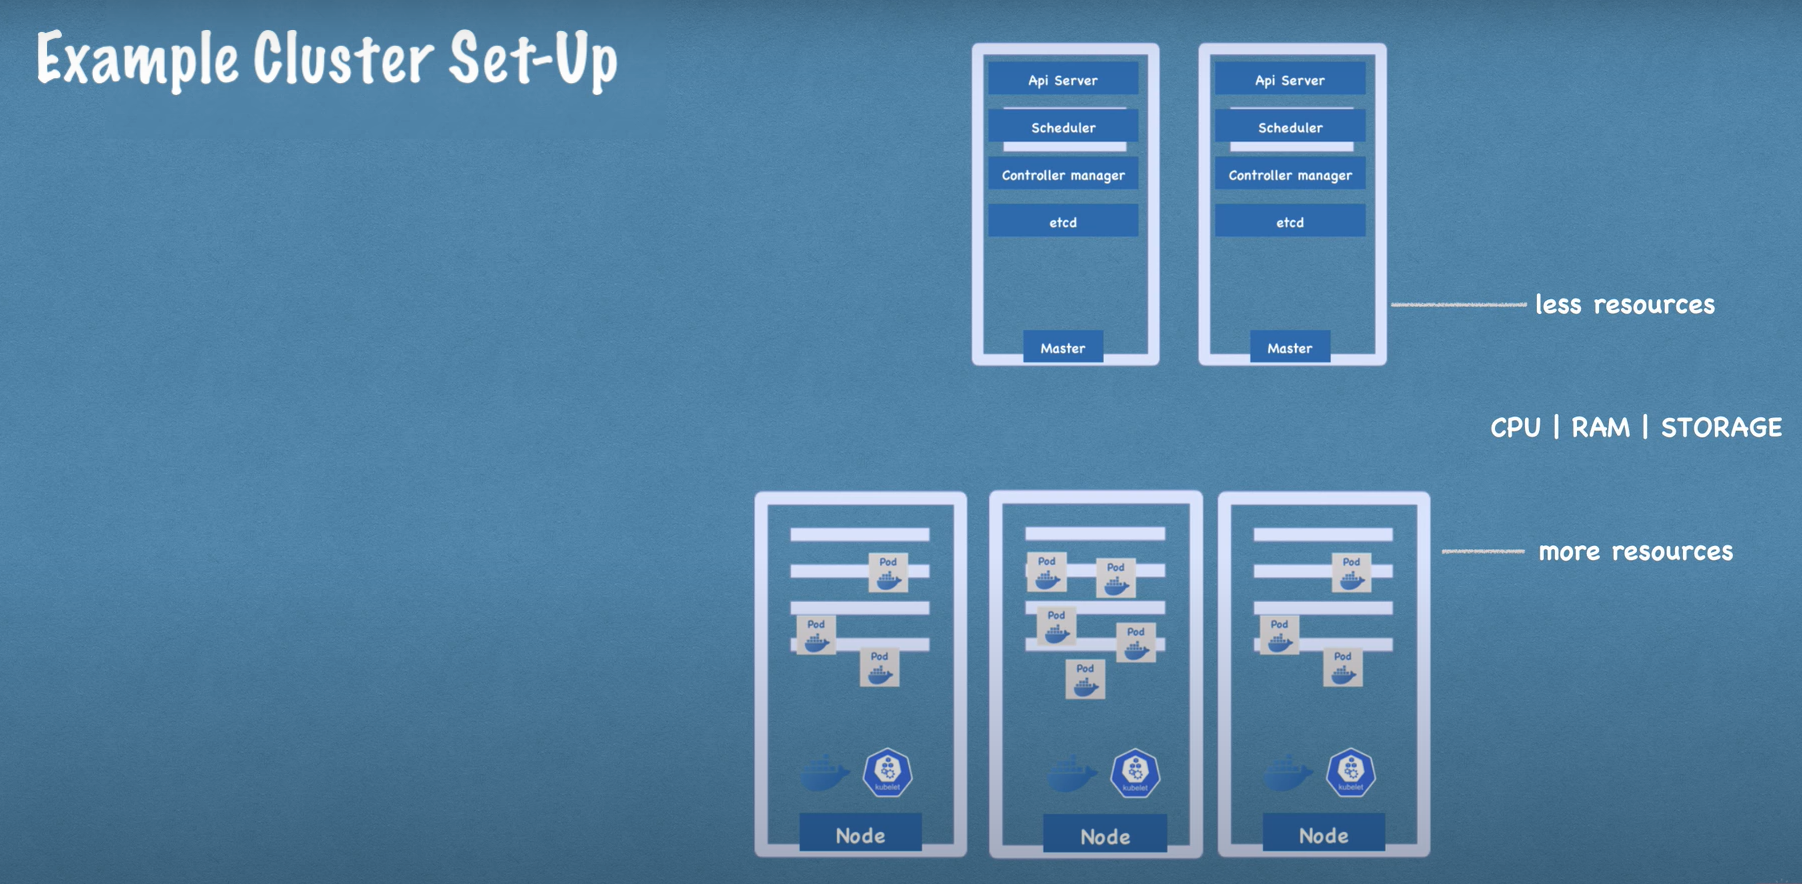 Example Cluster Set-Up
Api Server
Scheduler
Controller manager
etcd
Master
Api Server
Scheduler
Controller manager
etcd
Master
less resources
CPU | RAM | STORAGE
more resources
Pod
Pod
Pod
kubelet
Node
Pod
Pod
Pod
Pod
Pod
kubelet
Node
Pod
Pod
Pod
kubelet
Node